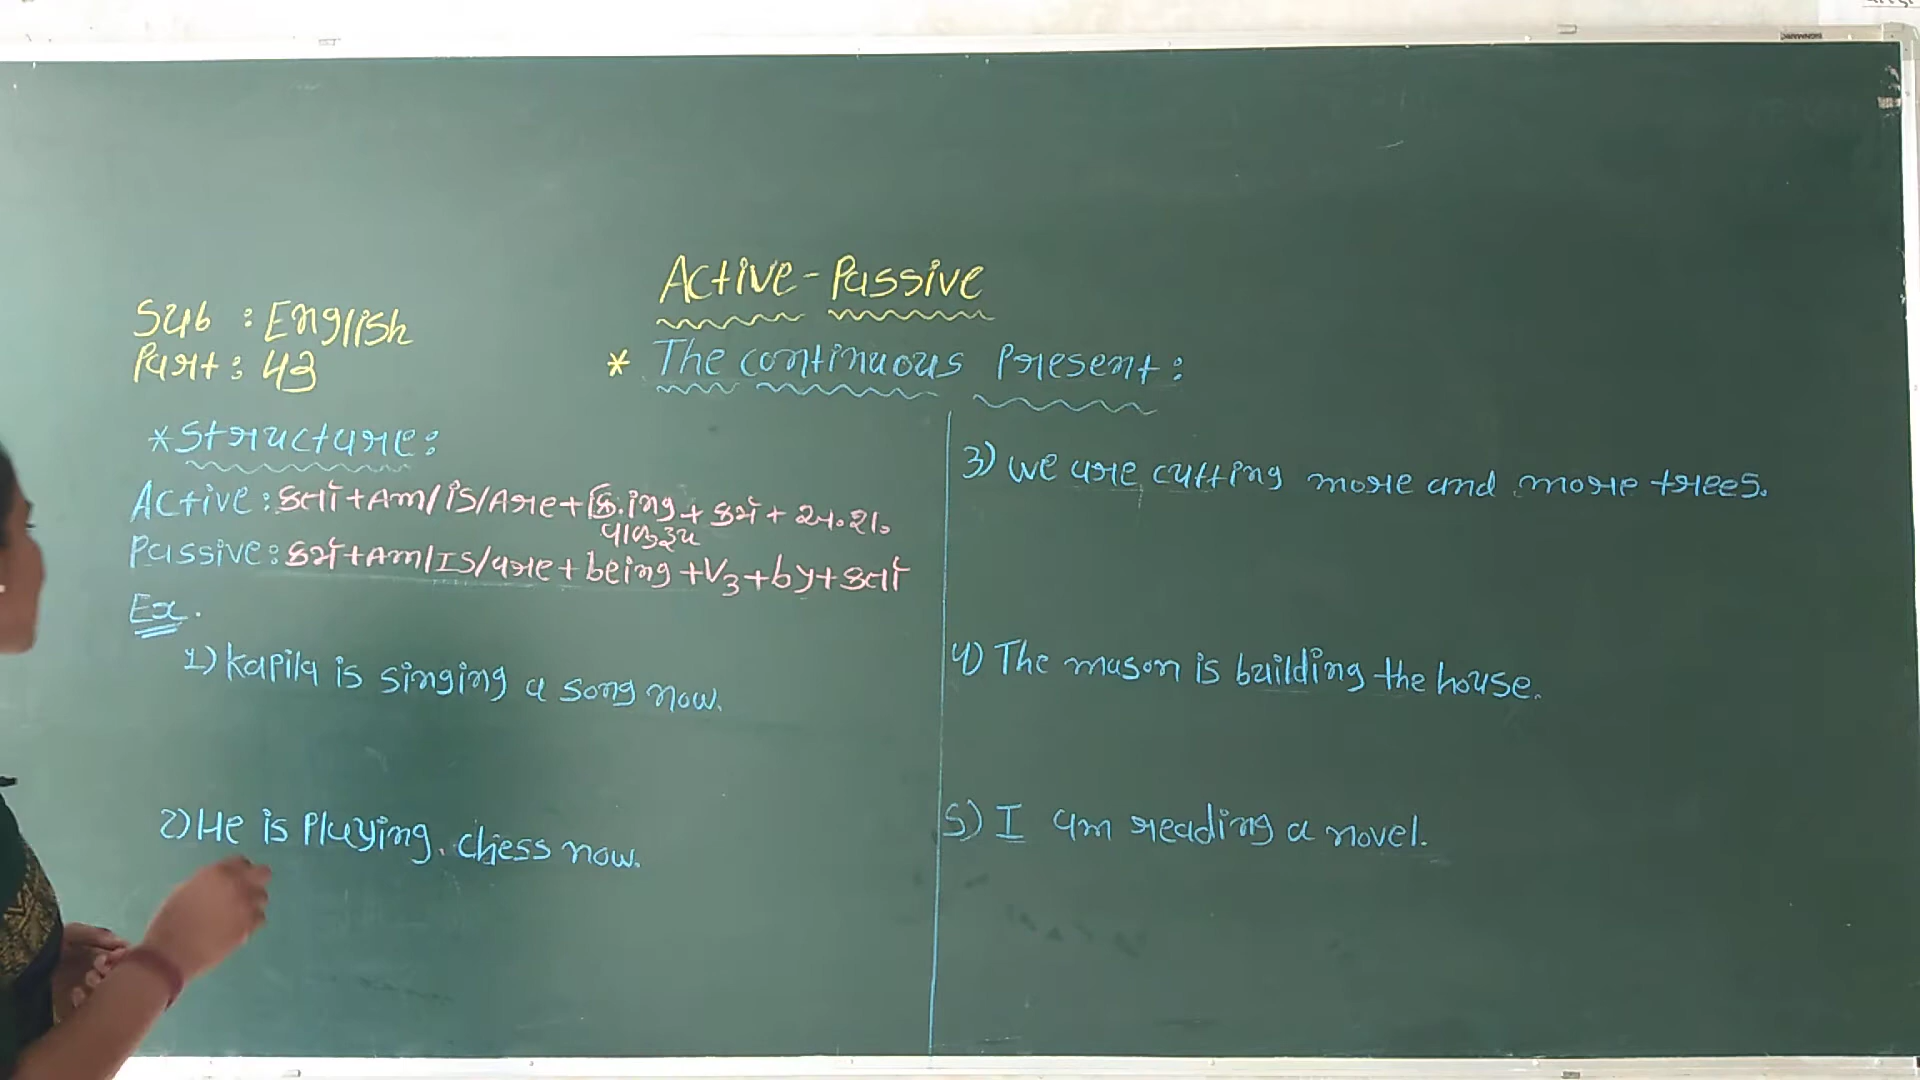 Active-Passive
Sub : English
Part : 43
* The continuous Present :
* Structure :
Active : કર્તા + Am/is/Are + ક્રિ.ing + કર્મ + અ.શ.
વાળુરૂપ
Passive : કર્મ + Am/Is/are + being + V3 + by + કર્તા
Ex.
1) Kapila is singing a song now.
2) He is Playing chess now.
3) We are cutting more and more trees.
4) The mason is building the house.
5) I am reading a novel.